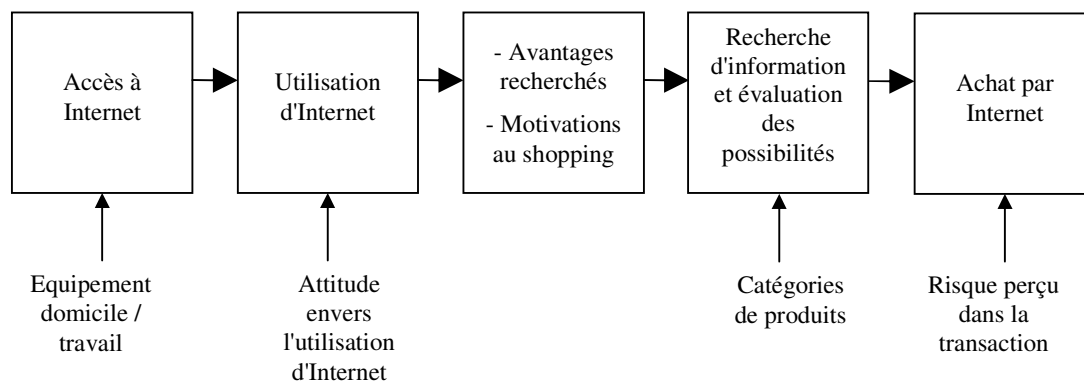 Accès à
Internet
Utilisation
d'Internet
- Avantages
recherchés
- Motivations
au shopping
Recherche
d'information
et évaluation
des
possibilités
Achat par
Internet
Equipement
domicile /
travail
Attitude
envers
l'utilisation
d'Internet
Catégories
de produits
Risque perçu
dans la
transaction